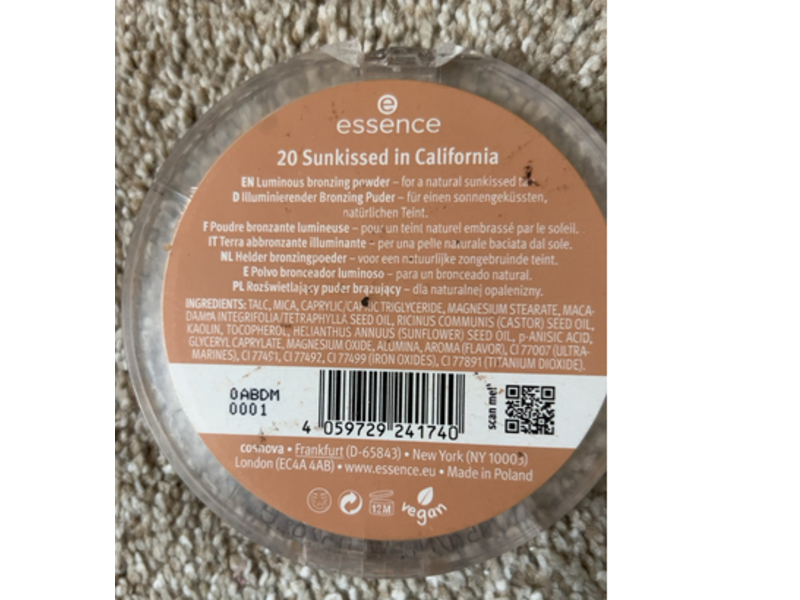 essence
20 Sunkissed in California
EN Luminous bronzing powder – for a natural sunkissed
D Illuminierender Bronzing Puder – für einen sonnengeküssten,
natürlichen Teint.
F Poudre bronzante lumineuse – pour un teint naturel embrassé par le soleil.
IT Terra abbronzante illuminante – per una pelle naturale baciata dal sole.
NL Helder bronzingpoeder – voor een natuurlijke zongebruinde teint.
E Polvo bronceador luminoso – para un bronceado natural.
PL Rozświetlający puder brązujący – dla naturalnej opalenizny.
INGREDIENTS: TALC, MICA, CAPRYLIC/CAPRIC TRIGLYCERIDE, MAGNESIUM STEARATE, MACA-
DAMIA INTEGRIFOLIA/TETRAPHYLLA SEED OIL, RICINUS COMMUNIS (CASTOR) SEED OIL,
KAOLIN, TOCOPHEROL, HELIANTHUS ANNUUS (SUNFLOWER) SEED OIL, p-ANISIC ACID,
GLYCERYL CAPRYLATE, MAGNESIUM OXIDE, ALUMINA, AROMA (FLAVOR), CI 77007 (ULTRA-
MARINES), CI 77491, CI 77492, CI 77499 (IRON OXIDES), CI 77891 (TITANIUM DIOXIDE).
0ABDM
0001
4 059729 241740
scan me!
cosnova • Frankfurt (D-65843) • New York (NY 10003)
London (EC4A 4AB) • www.essence.eu • Made in Poland
12M
vegan